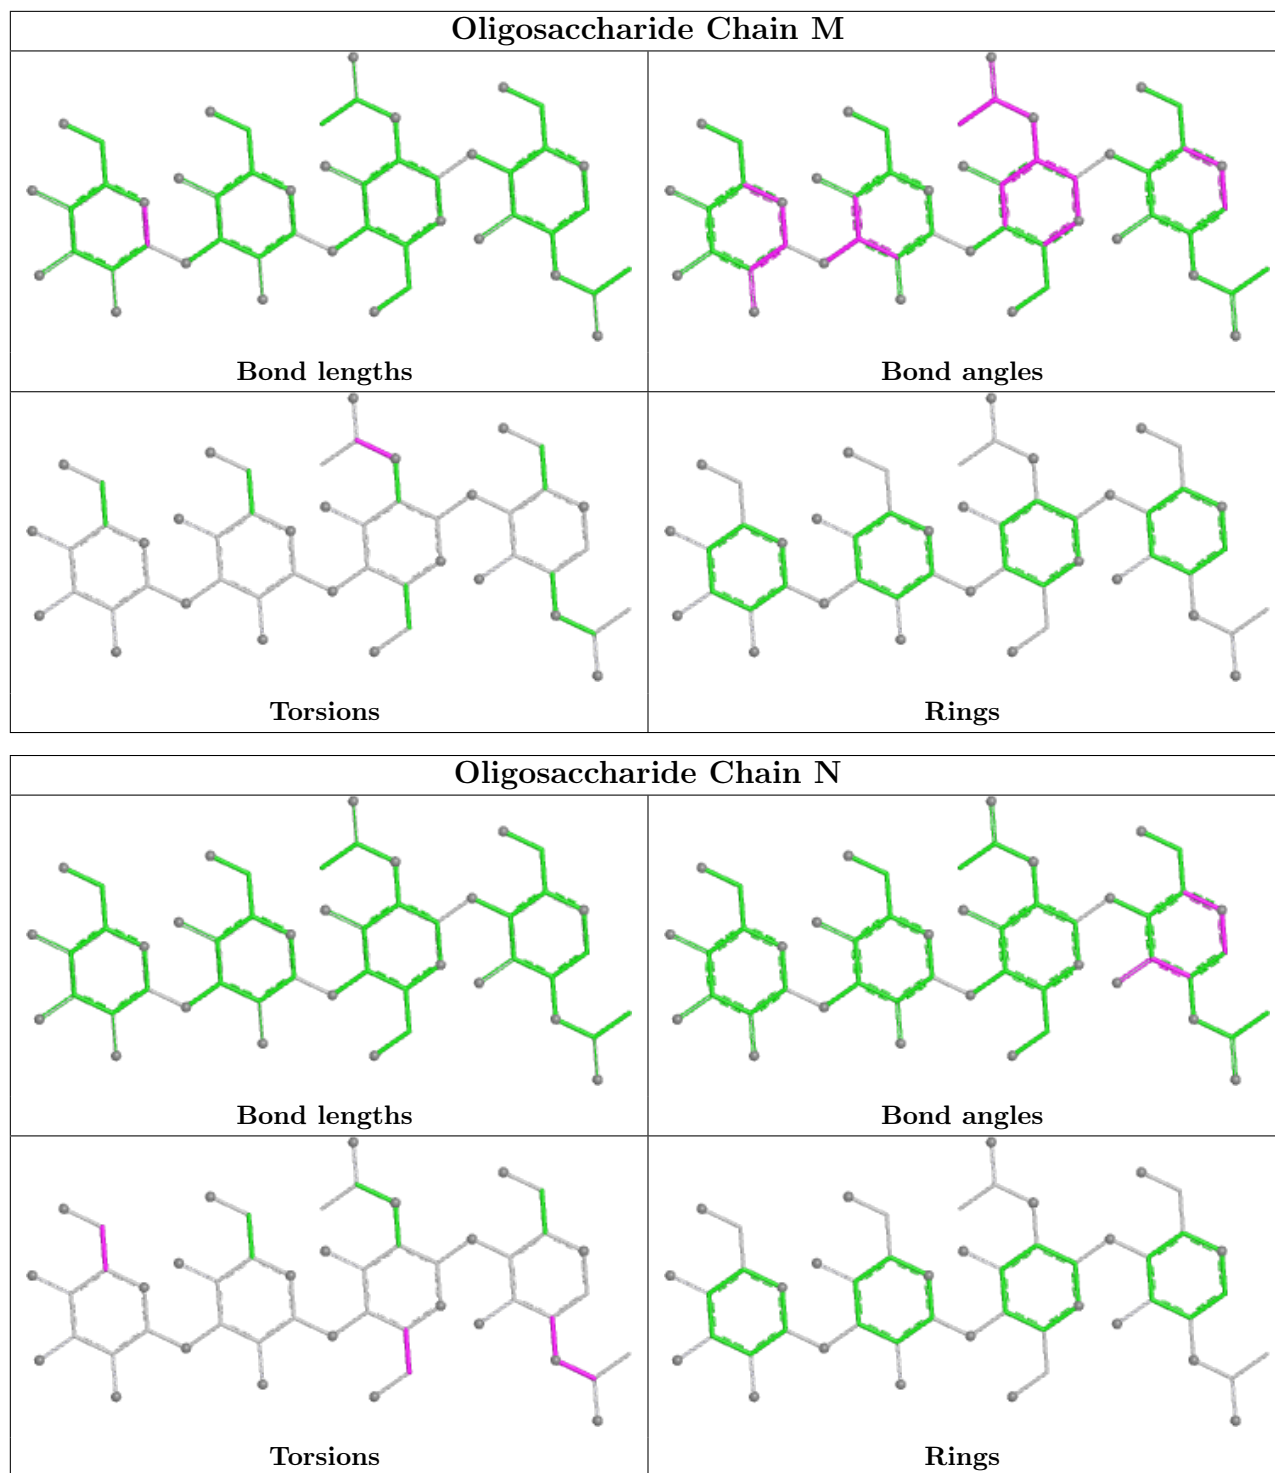 Oligosaccharide Chain M
Bond lengths
Bond angles
Torsions
Rings
Oligosaccharide Chain N
Bond lengths
Bond angles
Torsions
Rings